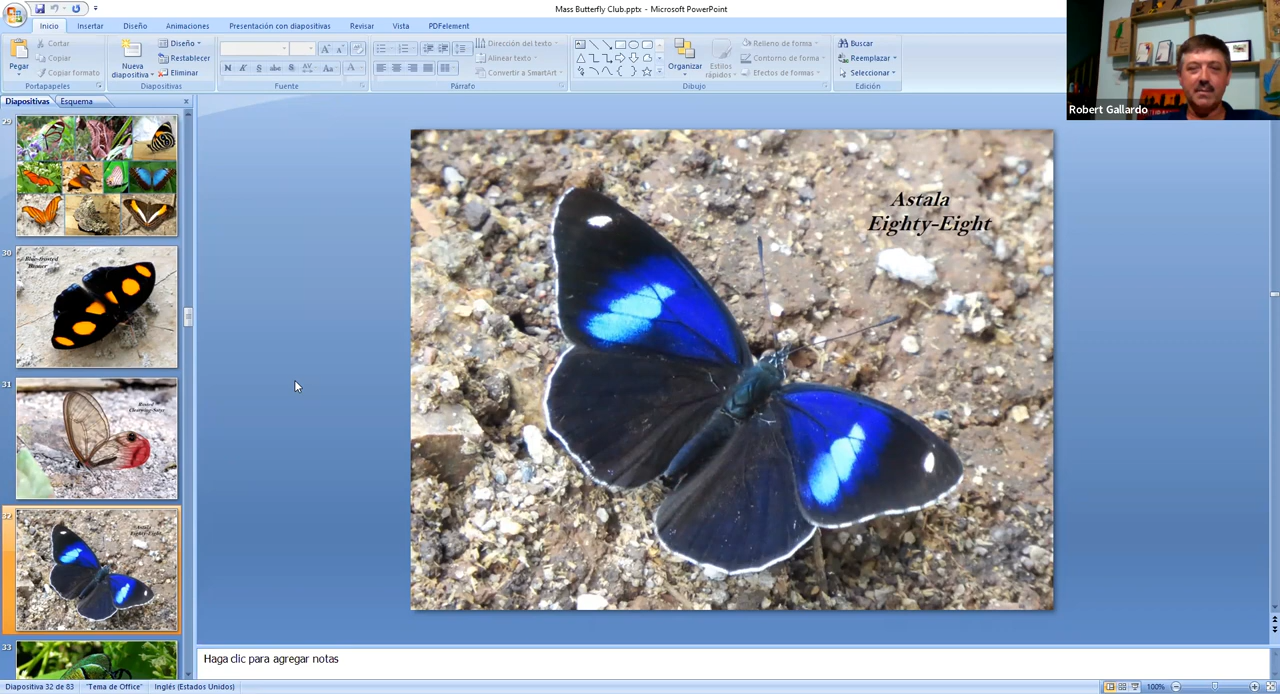 Mass Butterfly Club.pptx - Microsoft PowerPoint
Inicio
Insertar
Diseño
Animaciones
Presentación con diapositivas
Revisar
Vista
PDFelement
Pegar
Cortar
Copiar
Copiar formato
Portapapeles
Nueva
diapositiva
Diseño
Restablecer
Eliminar
Diapositivas
Fuente
Dirección del texto
Alinear texto
Convertir a SmartArt
Párrafo
Organizar
Estilos
rápidos
Relleno de forma
Contorno de forma
Efectos de formas
Dibujo
Buscar
Reemplazar
Seleccionar
Edición
Robert Gallardo
Diapositivas
Esquema
29
30
31
32
33
Astala
Eighty-Eight
Haga clic para agregar notas
Diapositiva 32 de 83
"Tema de Office"
Inglés (Estados Unidos)
100%